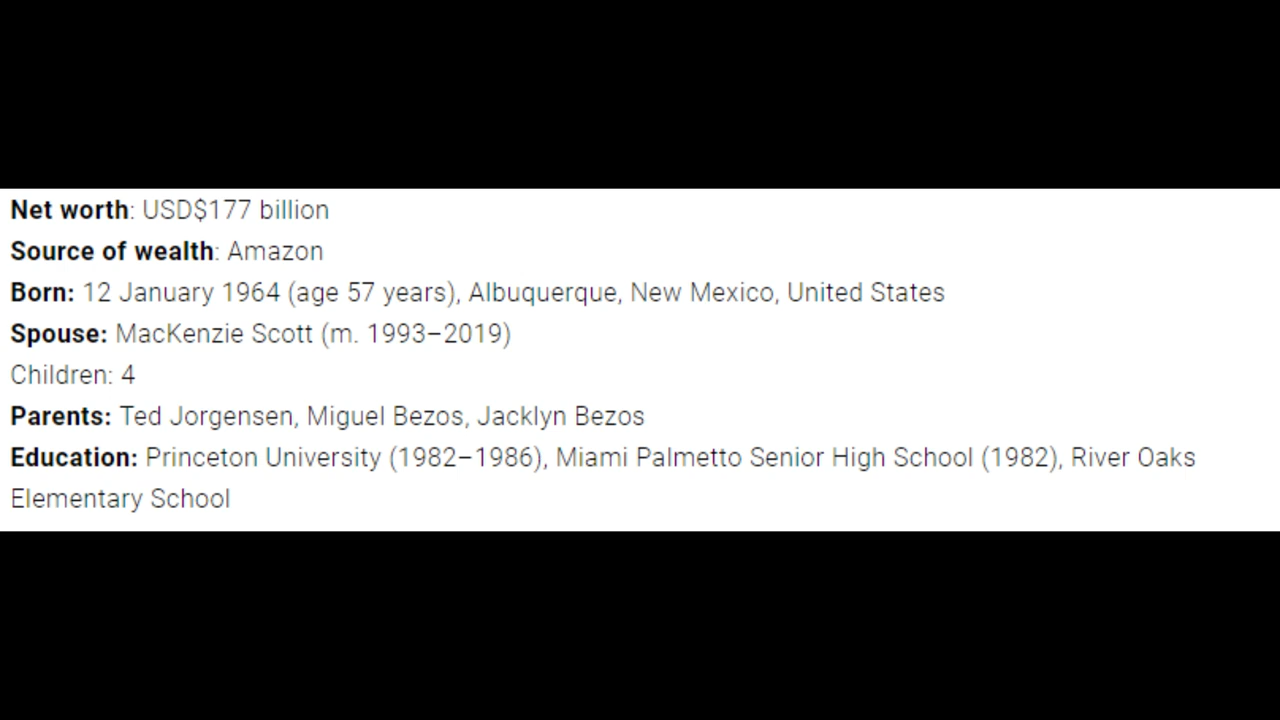 Net worth: USD$177 billion
Source of wealth: Amazon
Born: 12 January 1964 (age 57 years), Albuquerque, New Mexico, United States
Spouse: MacKenzie Scott (m. 1993–2019)
Children: 4
Parents: Ted Jorgensen, Miguel Bezos, Jacklyn Bezos
Education: Princeton University (1982–1986), Miami Palmetto Senior High School (1982), River Oaks
Elementary School